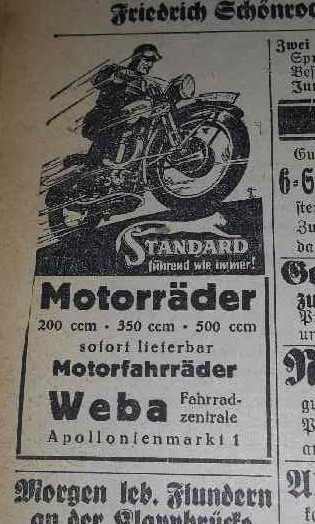 Friedrich Schönro
STANDARD
führend wie immer!
Motorräder
200 ccm · 350 ccm · 500 ccm
sofort lieferbar
Motorfahrräder
Weba Fahrrad-
zentrale
Apollonienmarkt 1
Morgen leb. Flundern
an der Klappbrücke
Zwei